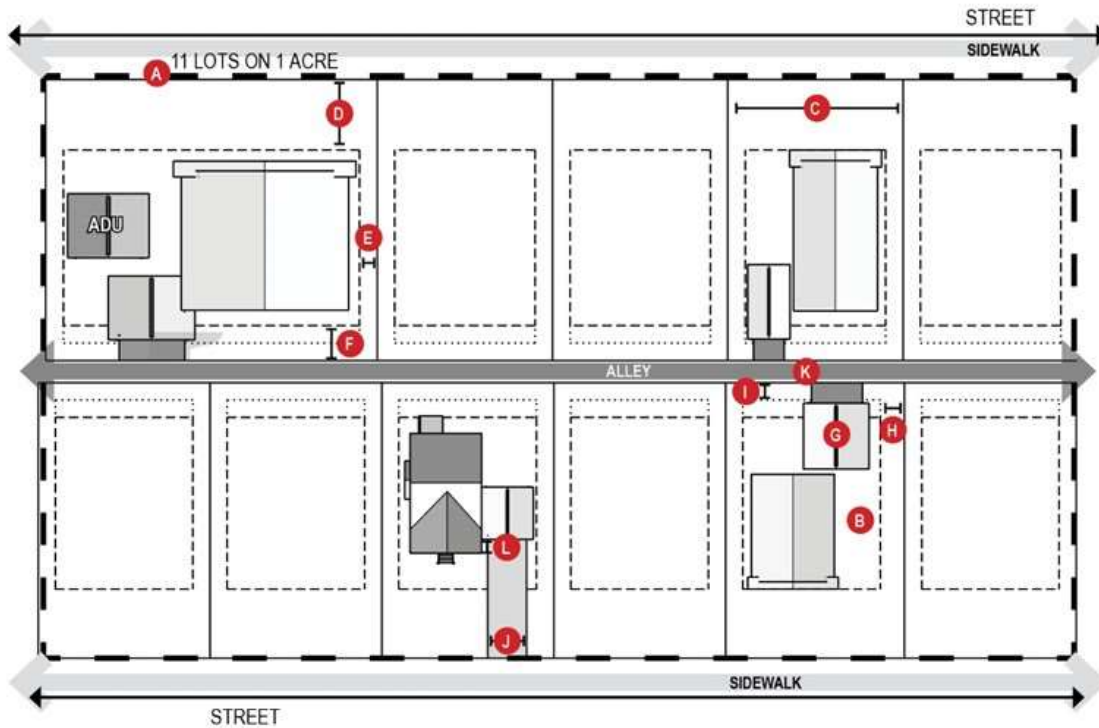 STREET
SIDEWALK
11 LOTS ON 1 ACRE
A
D
C
ADU
E
F
ALLEY
K
I
H
G
B
L
J
SIDEWALK
STREET